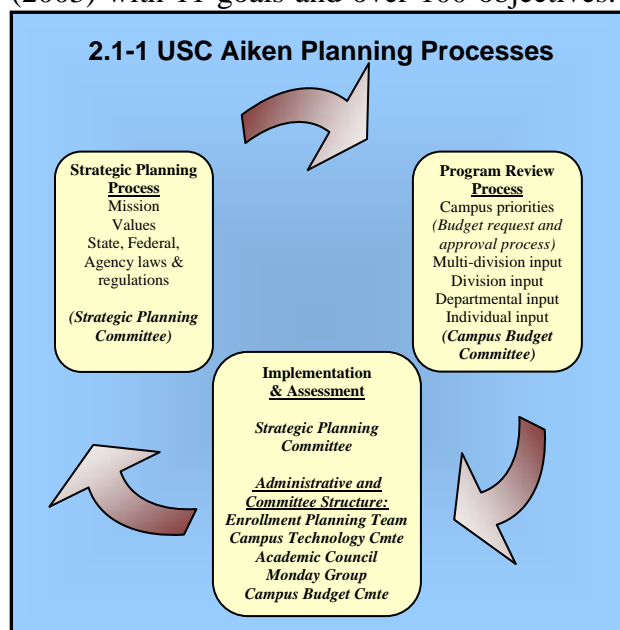 (2003) with 11 goals and over 100 objectives.
2.1-1 USC Aiken Planning Processes
Strategic Planning
Process
Mission
Values
State, Federal,
Agency laws &
regulations
(Strategic Planning
Committee)
Program Review
Process
Campus priorities
(Budget request and
approval process)
Multi-division input
Division input
Departmental input
Individual input
(Campus Budget
Committee)
Implementation
& Assessment
Strategic Planning
Committee
Administrative and
Committee Structure:
Enrollment Planning Team
Campus Technology Cmte
Academic Council
Monday Group
Campus Budget Cmte